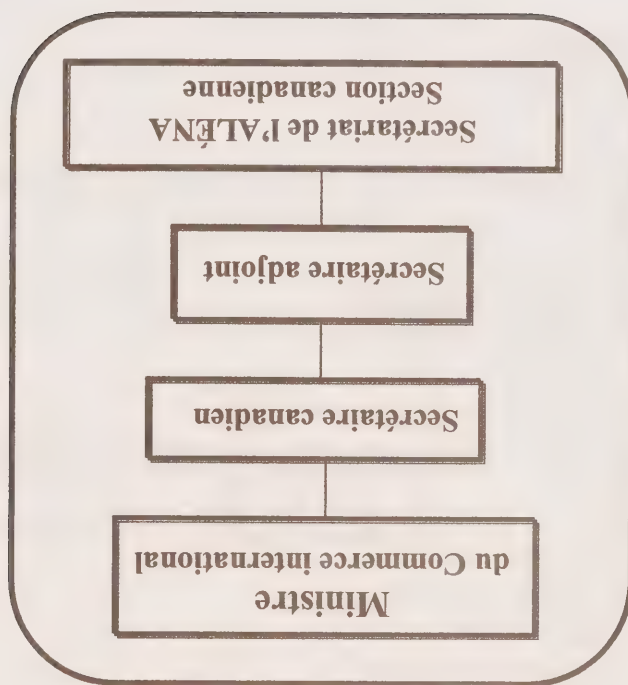 Ministre
du Commerce international
Secrétaire canadien
Secrétaire adjoint
Secrétariat de l'ALÉNA
Section canadienne